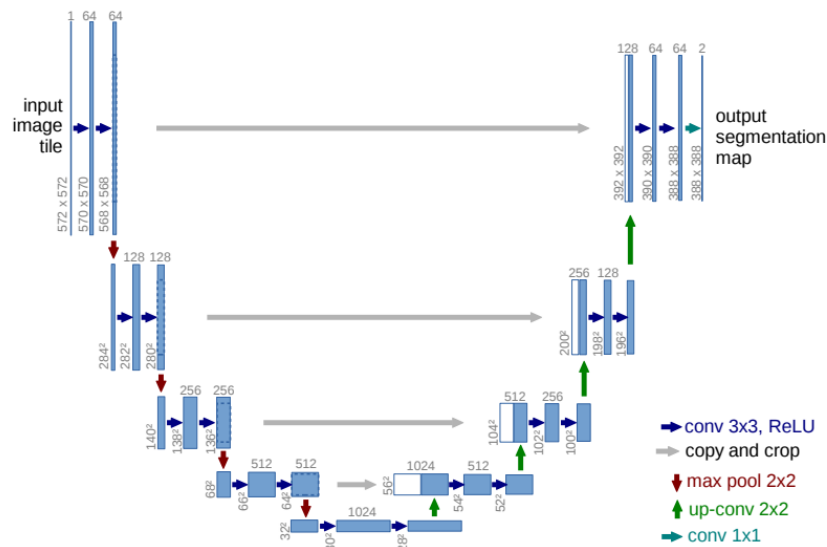 1 64 64
128 64 64 2
input
image
tile
output
segmentation
map
572 x 572
570 x 570
568 x 568
392 x 392
390 x 390
388 x 388
388 x 388
128 128
256 128
284²
282²
280²
200²
198²
196²
256 256
512 256
140²
138²
136²
104²
102²
100²
512 512
1024 512
68²
66²
64²
56²
54²
52²
1024
32²
conv 3x3, ReLU
copy and crop
max pool 2x2
up-conv 2x2
conv 1x1